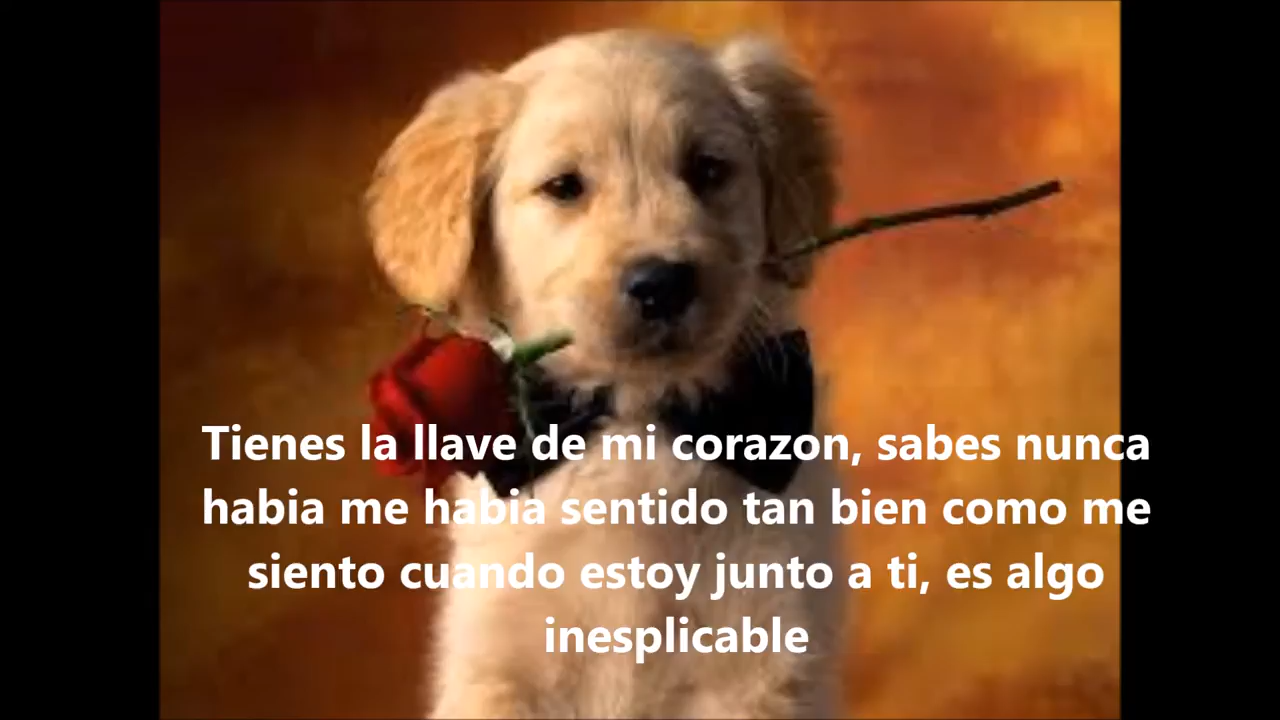 Tienes la llave de mi corazon, sabes nunca
habia me habia sentido tan bien como me
siento cuando estoy junto a ti, es algo
inesplicable